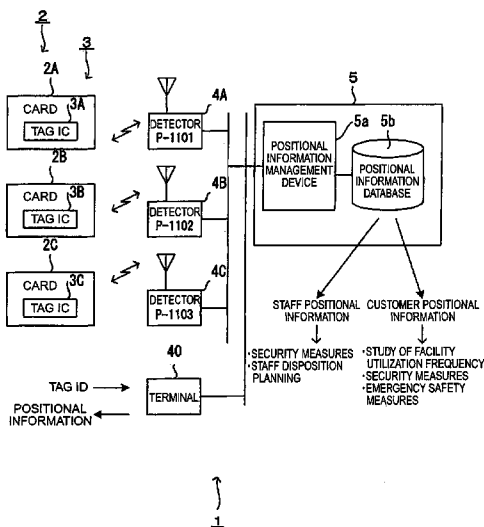 2
3
2A
3A
CARD
TAG IC
4A
DETECTOR
P-1101
5
5a
5b
POSITIONAL
INFORMATION
MANAGEMENT
DEVICE
POSITIONAL
INFORMATION
DATABASE
2B
3B
CARD
TAG IC
4B
DETECTOR
P-1102
2C
3C
CARD
TAG IC
4C
DETECTOR
P-1103
STAFF POSITIONAL
INFORMATION
CUSTOMER POSITIONAL
INFORMATION
・SECURITY MEASURES
・STAFF DISPOSITION
PLANNING
・STUDY OF FACILITY
UTILIZATION FREQUENCY
・SECURITY MEASURES
・EMERGENCY SAFETY
MEASURES
40
TAG ID
TERMINAL
POSITIONAL
INFORMATION
1